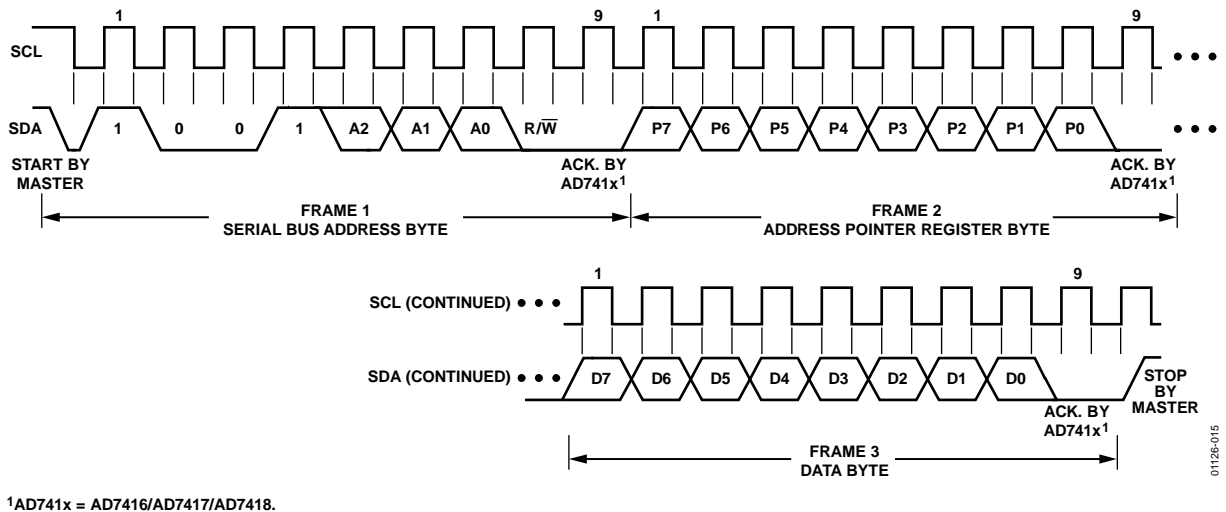 1 9 1 9
SCL
SDA 1 0 0 1 A2 A1 A0 R/W̅ P7 P6 P5 P4 P3 P2 P1 P0
START BY
MASTER
ACK. BY
AD741x¹
ACK. BY
AD741x¹
FRAME 1
SERIAL BUS ADDRESS BYTE
FRAME 2
ADDRESS POINTER REGISTER BYTE
1 9
SCL (CONTINUED)
SDA (CONTINUED) D7 D6 D5 D4 D3 D2 D1 D0
STOP
BY
MASTER
ACK. BY
AD741x¹
FRAME 3
DATA BYTE
01126-015
¹AD741x = AD7416/AD7417/AD7418.